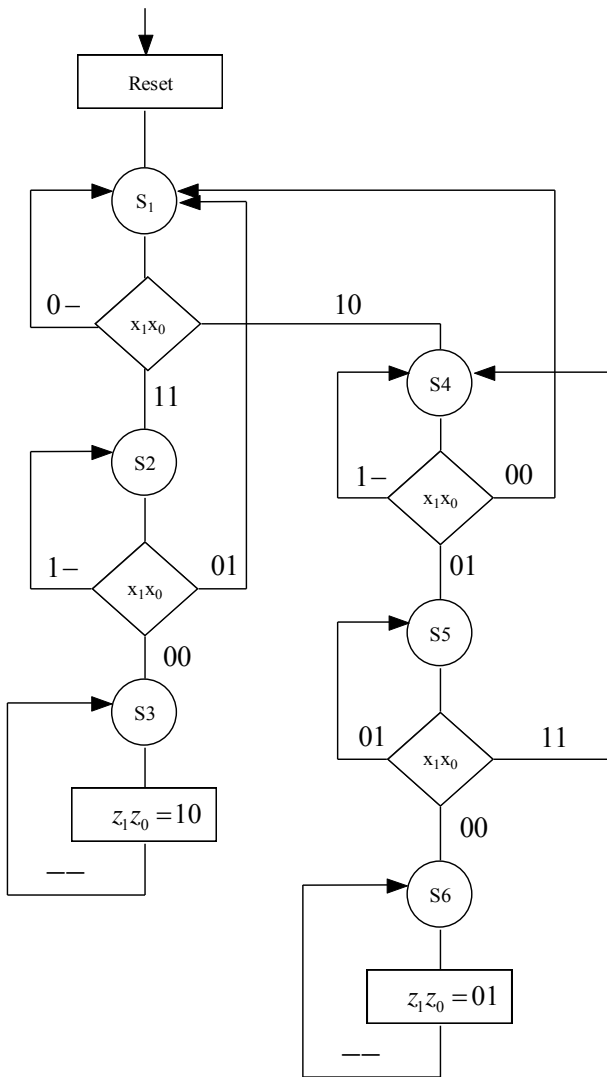 Reset
S₁
0– x₁x₀ 10
11
S4
S2
1– x₁x₀ 00
1– x₁x₀ 01
01
00
S5
S3
01 x₁x₀ 11
z₁z₀ = 10
00
––
S6
z₁z₀ = 01
––